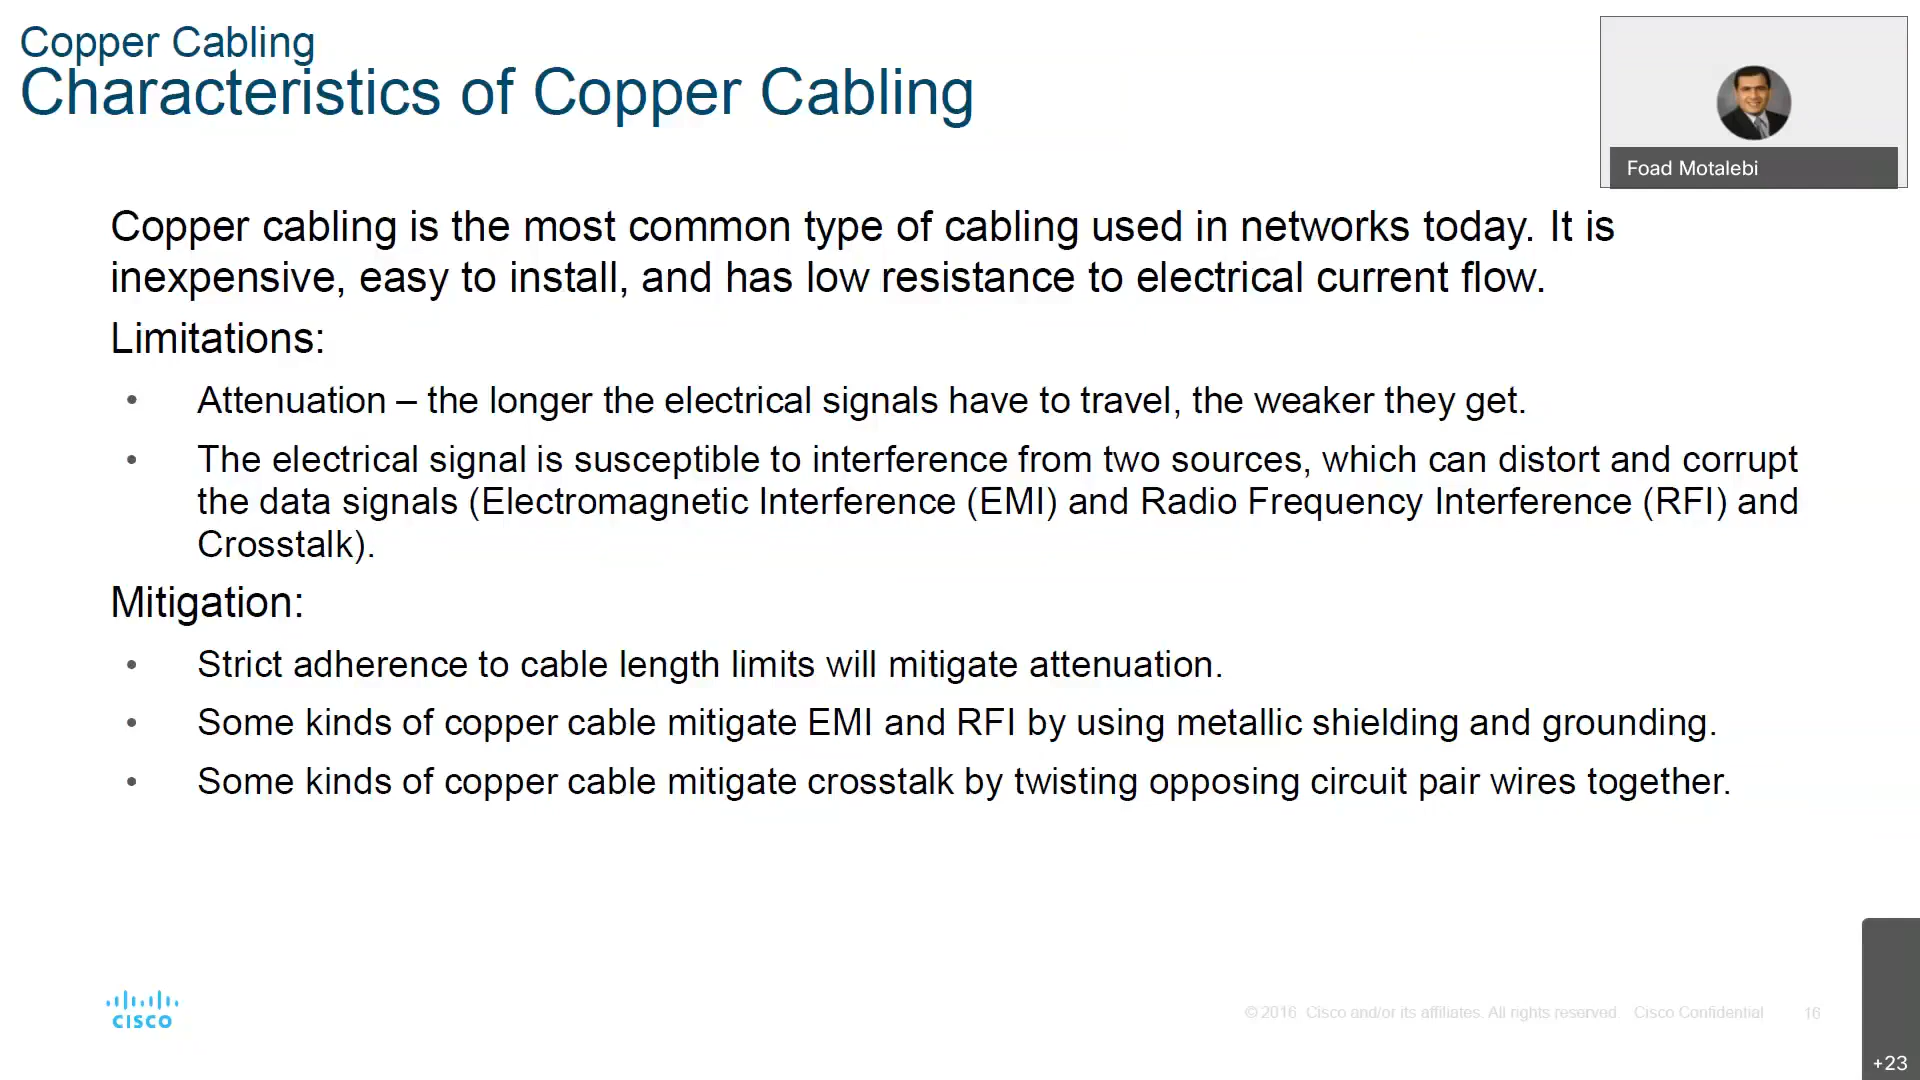 Copper Cabling
Characteristics of Copper Cabling
Foad Motalebi
Copper cabling is the most common type of cabling used in networks today. It is
inexpensive, easy to install, and has low resistance to electrical current flow.
Limitations:
• Attenuation – the longer the electrical signals have to travel, the weaker they get.
• The electrical signal is susceptible to interference from two sources, which can distort and corrupt
the data signals (Electromagnetic Interference (EMI) and Radio Frequency Interference (RFI) and
Crosstalk).
Mitigation:
• Strict adherence to cable length limits will mitigate attenuation.
• Some kinds of copper cable mitigate EMI and RFI by using metallic shielding and grounding.
• Some kinds of copper cable mitigate crosstalk by twisting opposing circuit pair wires together.
CISCO
© 2016 Cisco and/or its affiliates. All rights reserved. Cisco Confidential 16
+23